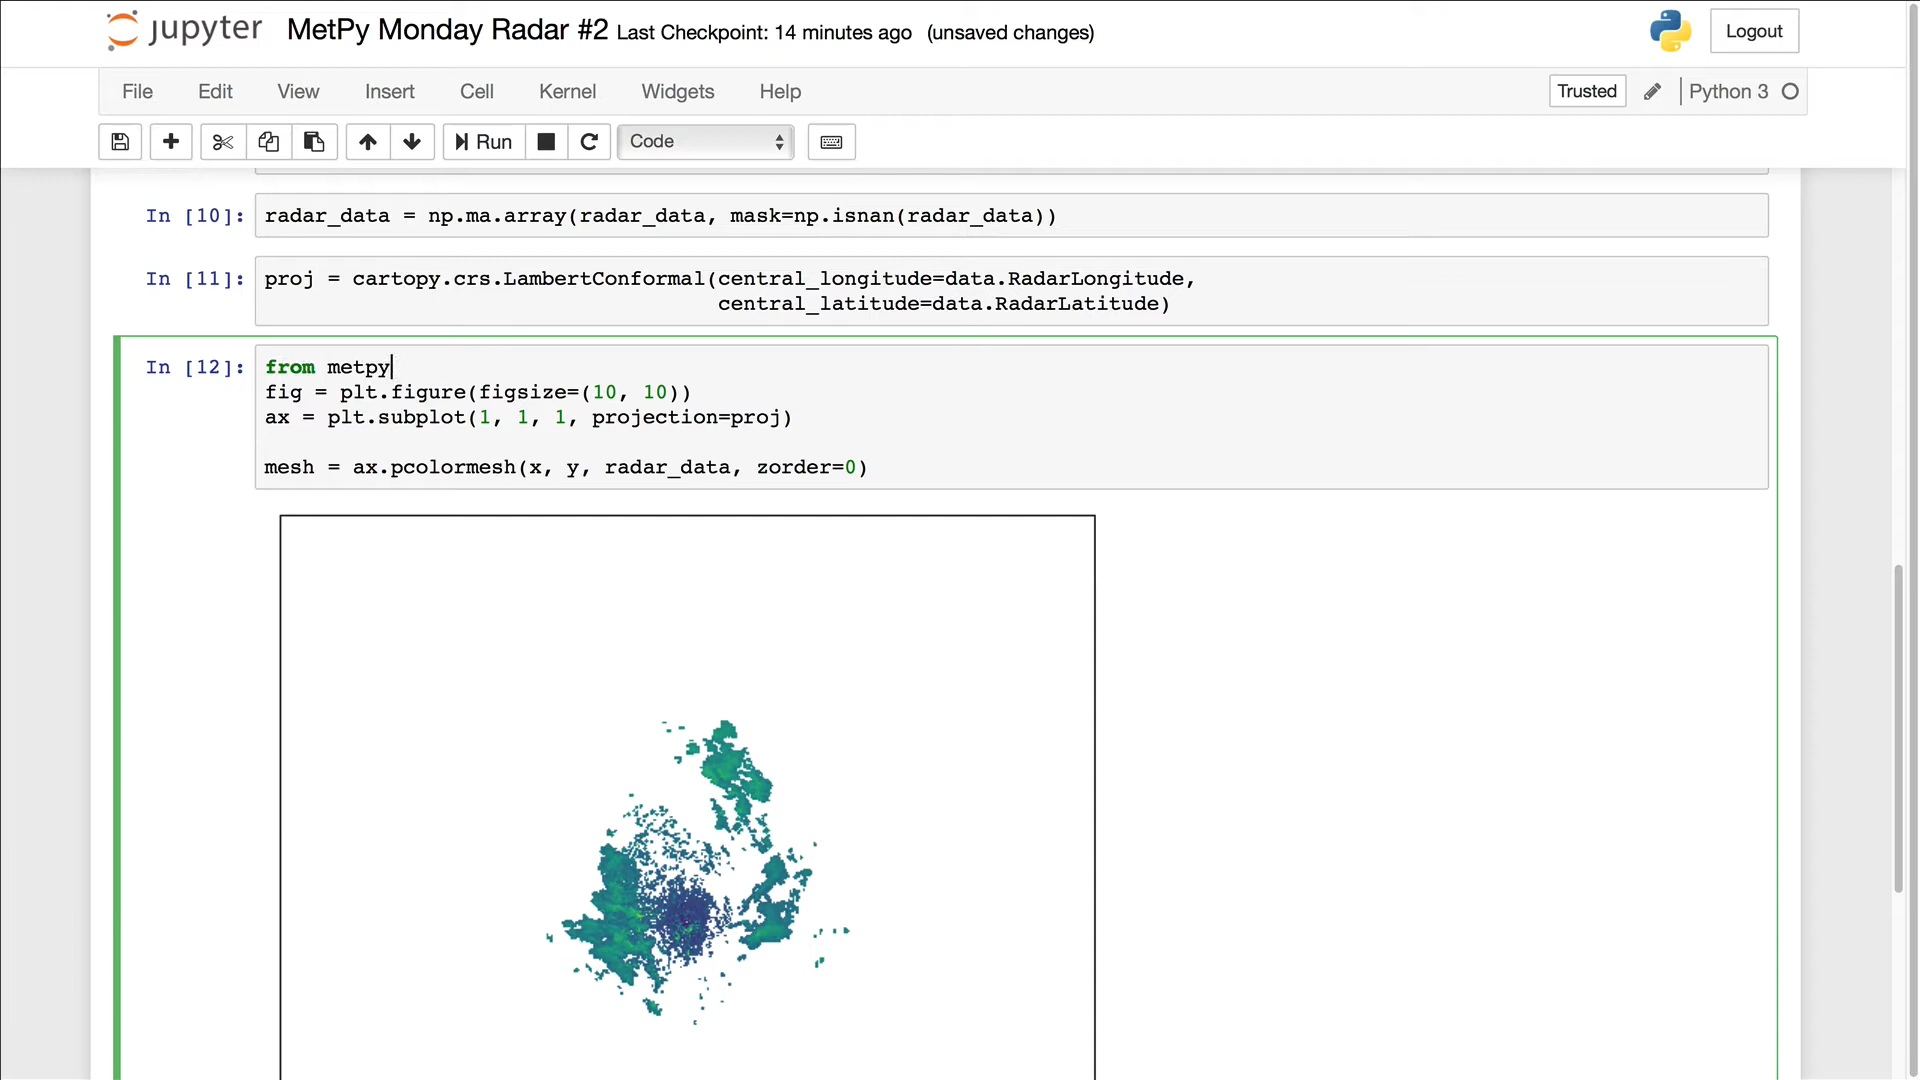 jupyter MetPy Monday Radar #2 Last Checkpoint: 14 minutes ago (unsaved changes) Logout
File Edit View Insert Cell Kernel Widgets Help Trusted Python 3
Run Code
In [10]: radar_data = np.ma.array(radar_data, mask=np.isnan(radar_data))
In [11]: proj = cartopy.crs.LambertConformal(central_longitude=data.RadarLongitude,
central_latitude=data.RadarLatitude)
In [12]: from metpy
fig = plt.figure(figsize=(10, 10))
ax = plt.subplot(1, 1, 1, projection=proj)
mesh = ax.pcolormesh(x, y, radar_data, zorder=0)